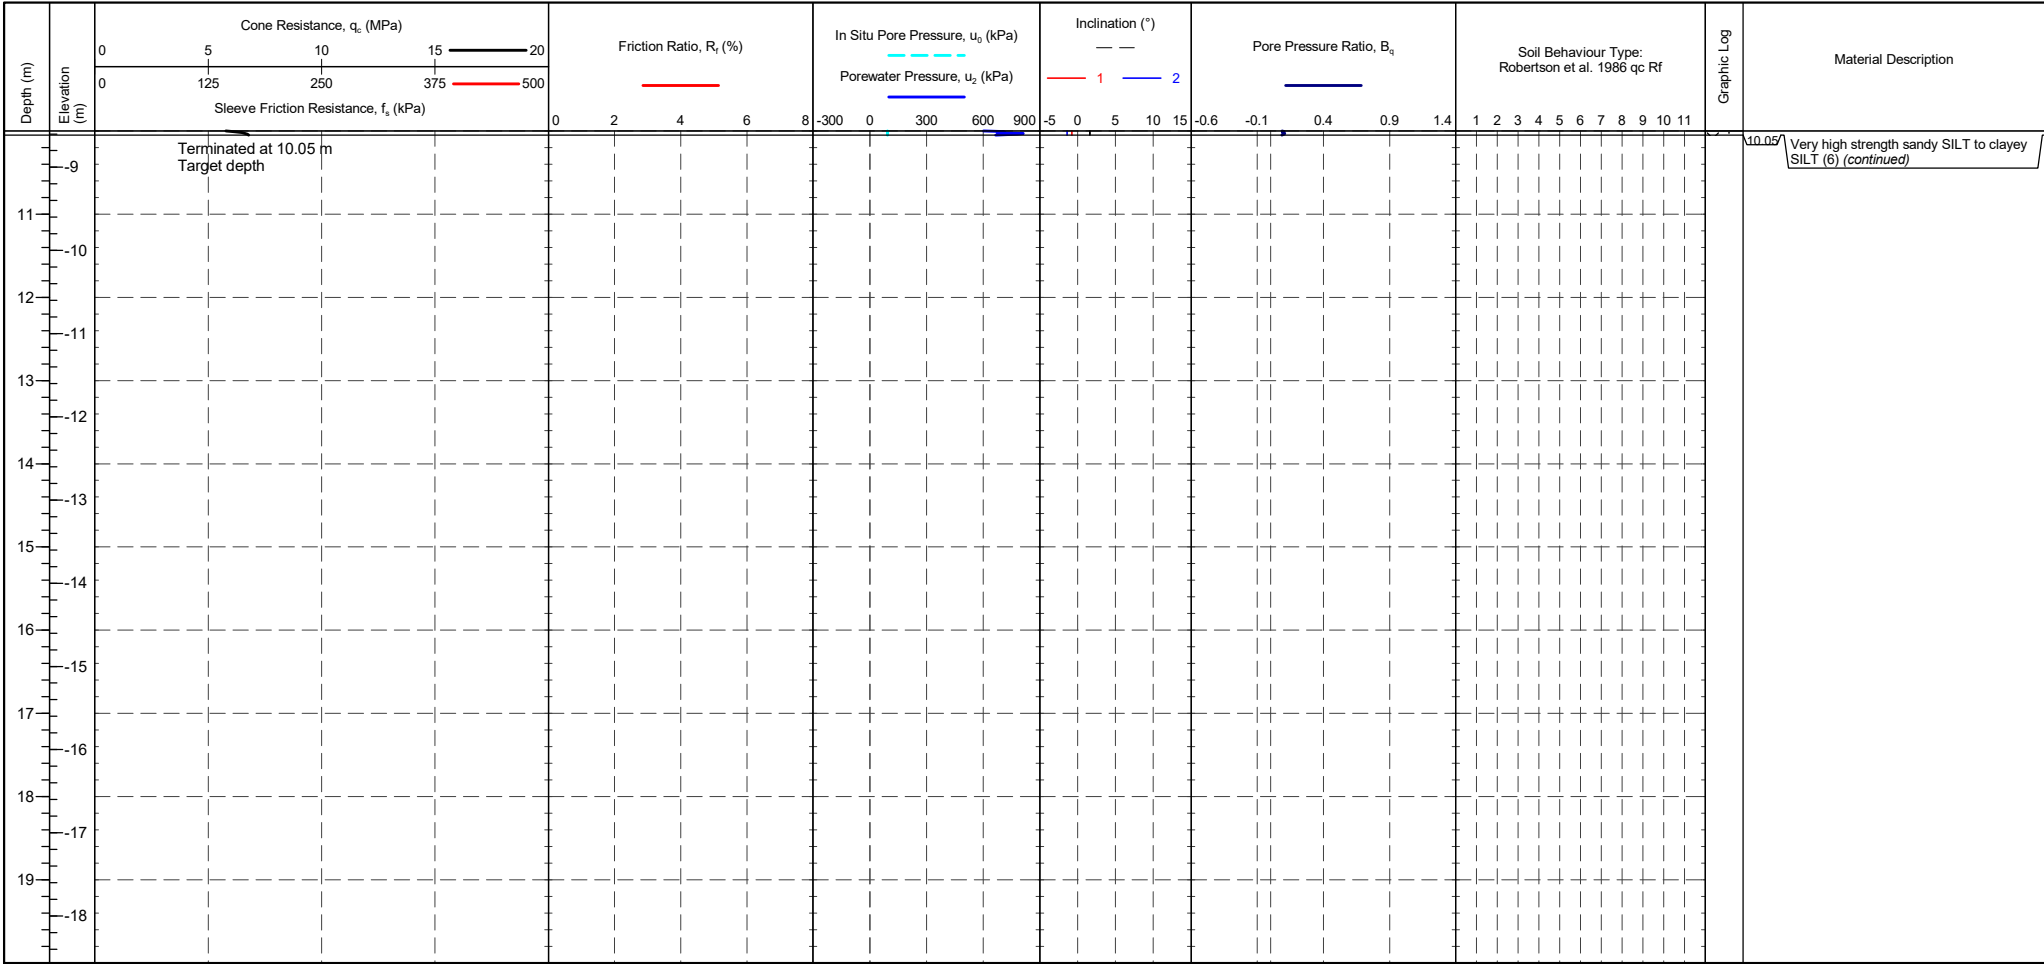 Depth (m)
Elevation
(m)
Cone Resistance, qc (MPa)
0 5 10 15 20
0 125 250 375 500
Sleeve Friction Resistance, fs (kPa)
Friction Ratio, Rf (%)
0 2 4 6 8
In Situ Pore Pressure, u0 (kPa)
Porewater Pressure, u2 (kPa)
-300 0 300 600 900
Inclination (°)
1 2
-5 0 5 10 15
Pore Pressure Ratio, Bq
-0.6 -0.1 0.4 0.9 1.4
Soil Behaviour Type:
Robertson et al. 1986 qc Rf
1 2 3 4 5 6 7 8 9 10 11
Graphic Log
Material Description
Terminated at 10.05 m
Target depth
10.05
Very high strength sandy SILT to clayey
SILT (6) (continued)
-9
11
-10
12
-11
13
-12
14
-13
15
-14
16
-15
17
-16
18
-17
19
-18